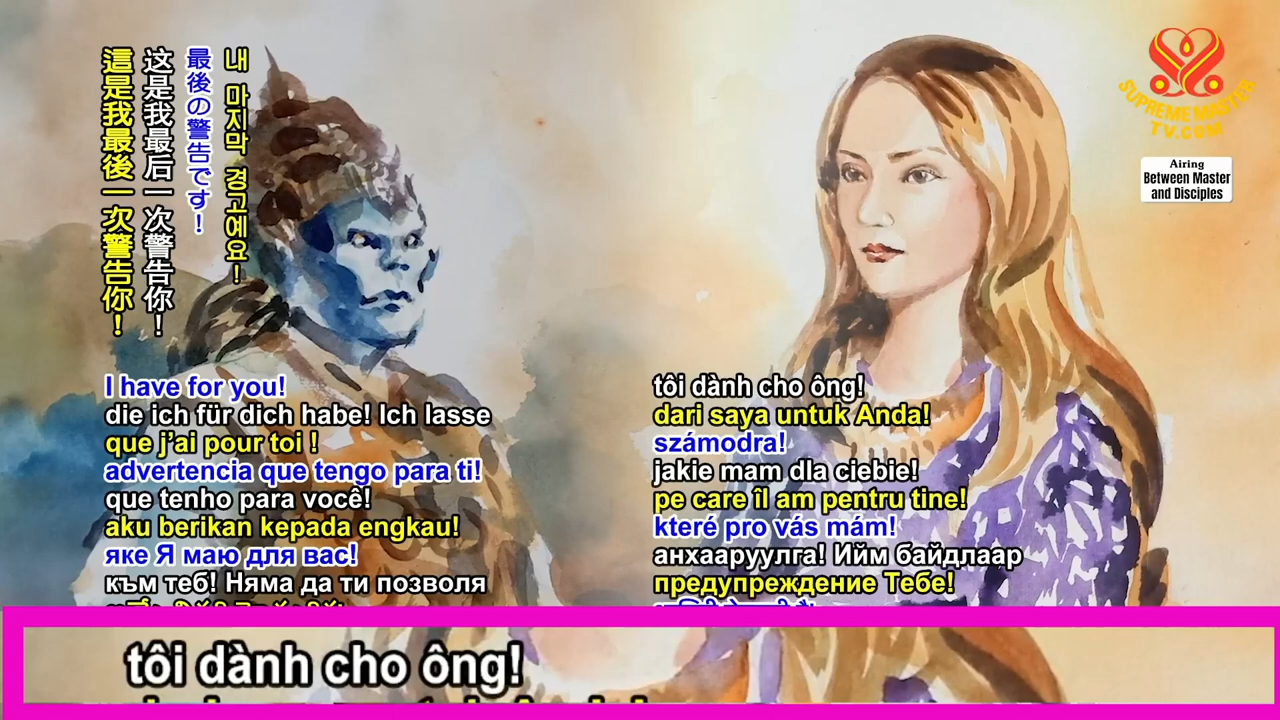 這是我最後一次警告你！
这是我最后一次警告你！
最後の警告です！
내 마지막 경고예요!
SUPREME MASTER
TV.COM
Airing
Between Master
and Disciples
I have for you!
die ich für dich habe! Ich lasse
que j’ai pour toi !
advertencia que tengo para ti!
que tenho para você!
aku berikan kepada engkau!
яке Я маю для вас!
към теб! Няма да ти позволя
tôi dành cho ông!
dari saya untuk Anda!
számodra!
jakie mam dla ciebie!
pe care îl am pentru tine!
které pro vás mám!
анхааруулга! Ийм байдлаар
предупреждение Тебе!
tôi dành cho ông!